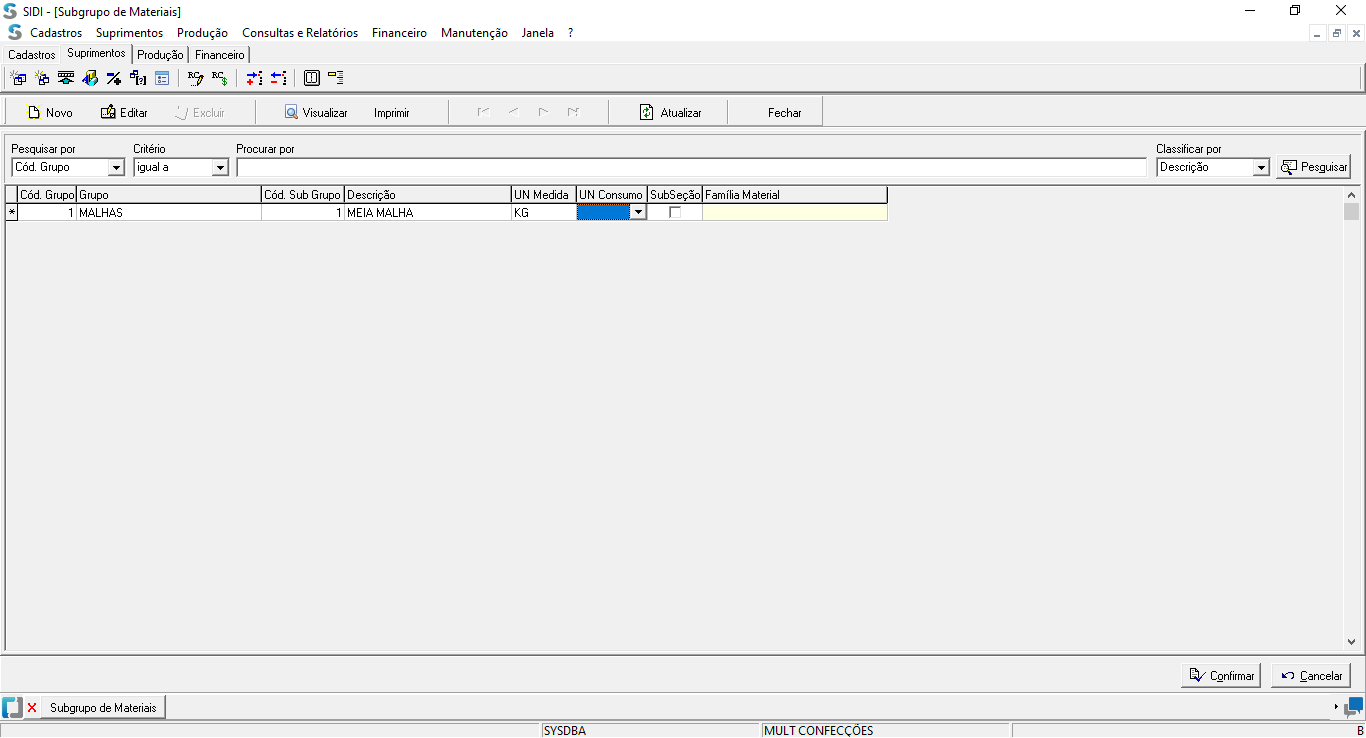 SIDI - [Subgrupo de Materiais]
Cadastros Suprimentos Produção Consultas e Relatórios Financeiro Manutenção Janela ?
Cadastros Suprimentos Produção Financeiro
Novo Editar Excluir Visualizar Imprimir Atualizar Fechar
Pesquisar por Critério Procurar por Classificar por
Cód. Grupo igual a Descrição Pesquisar
Cód. Grupo Grupo Cód. Sub Grupo Descrição UN Medida UN Consumo SubSeção Família Material
* 1 MALHAS 1 MEIA MALHA KG
Confirmar Cancelar
Subgrupo de Materiais
SYSDBA MULT CONFECÇÕES B